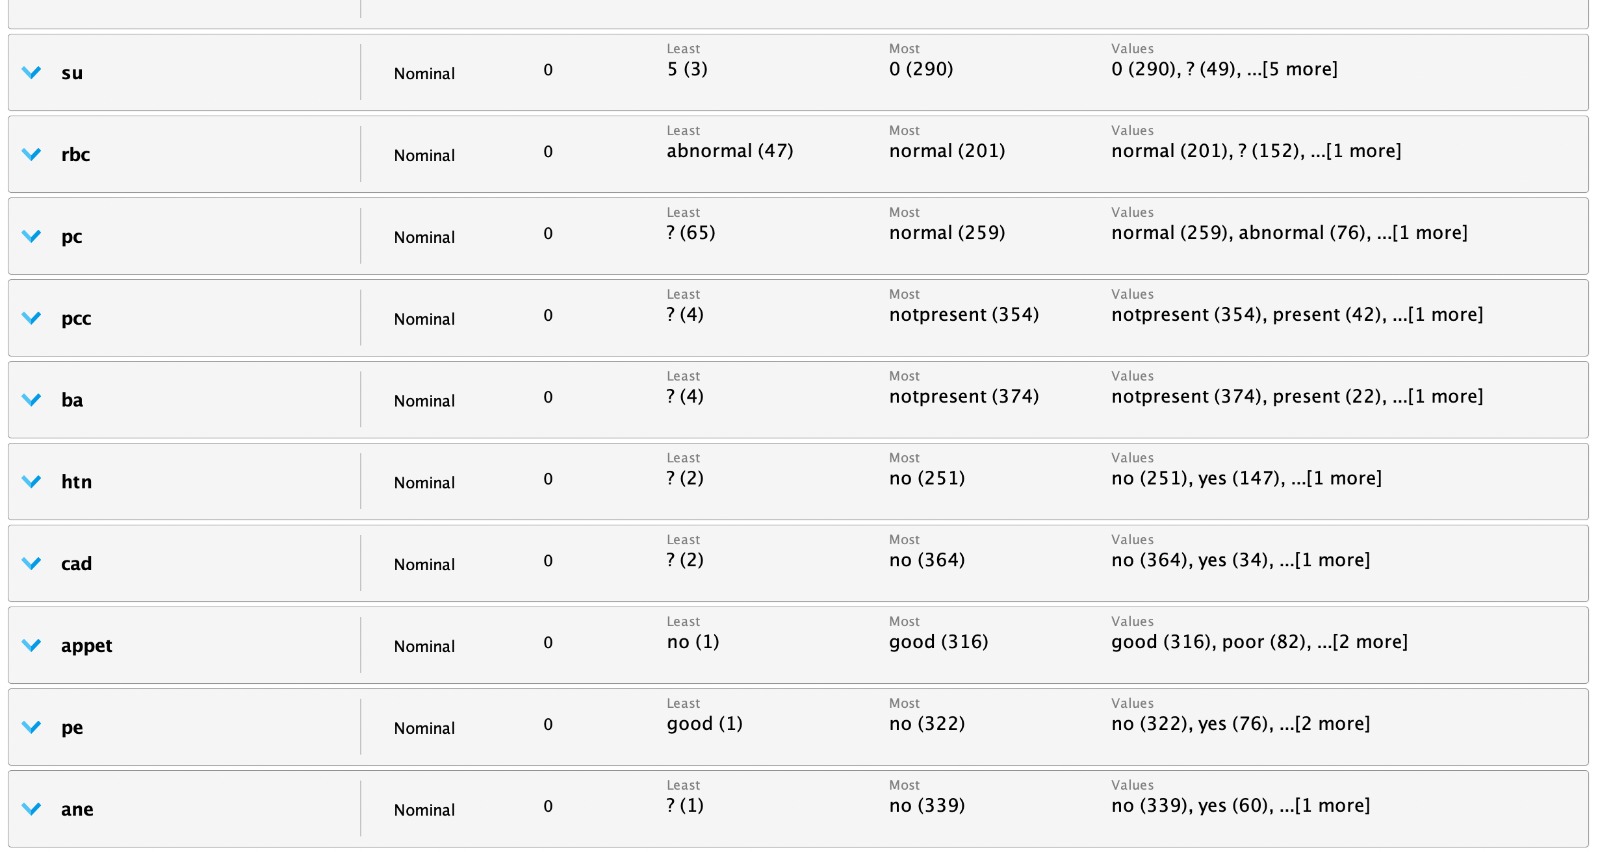 Least Most Values
su Nominal 0 5 (3) 0 (290) 0 (290), ? (49), ...[5 more]
Least Most Values
rbc Nominal 0 abnormal (47) normal (201) normal (201), ? (152), ...[1 more]
Least Most Values
pc Nominal 0 ? (65) normal (259) normal (259), abnormal (76), ...[1 more]
Least Most Values
pcc Nominal 0 ? (4) notpresent (354) notpresent (354), present (42), ...[1 more]
Least Most Values
ba Nominal 0 ? (4) notpresent (374) notpresent (374), present (22), ...[1 more]
Least Most Values
htn Nominal 0 ? (2) no (251) no (251), yes (147), ...[1 more]
Least Most Values
cad Nominal 0 ? (2) no (364) no (364), yes (34), ...[1 more]
Least Most Values
appet Nominal 0 no (1) good (316) good (316), poor (82), ...[2 more]
Least Most Values
pe Nominal 0 good (1) no (322) no (322), yes (76), ...[2 more]
Least Most Values
ane Nominal 0 ? (1) no (339) no (339), yes (60), ...[1 more]